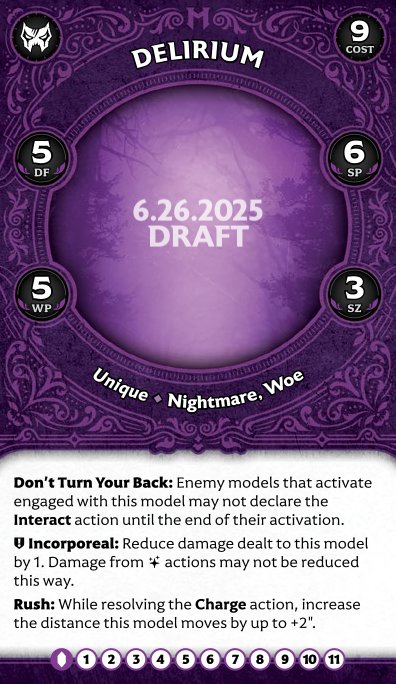 DELIRIUM
9
COST
5
DF
6
SP
6.26.2025
DRAFT
5
WP
3
SZ
Unique ◆ Nightmare, Woe
Don't Turn Your Back: Enemy models that activate
engaged with this model may not declare the
Interact action until the end of their activation.
Incorporeal: Reduce damage dealt to this model
by 1. Damage from actions may not be reduced
this way.
Rush: While resolving the Charge action, increase
the distance this model moves by up to +2".
1 2 3 4 5 6 7 8 9 10 11